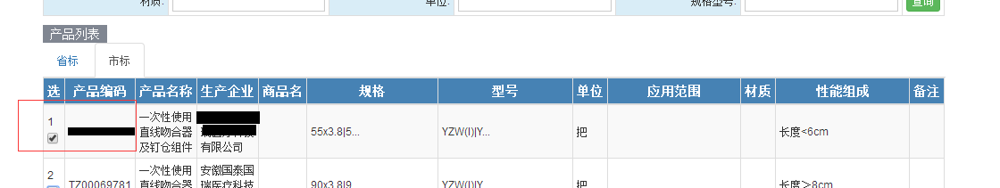 材质:
单位:
规格型号:
查询
产品列表
省标 市标
选 产品编码 产品名称 生产企业 商品名 规格 型号 单位 应用范围 材质 性能组成 备注
1
一次性使用
直线吻合器
及钉仓组件
有限公司
55x3.8|5...
YZW(I)|Y...
把
长度<6cm
2
TZ00069781
一次性使用
直线吻合器
安徽国泰国
瑞医疗科技
90x3.8|9
YZW(I)|Y
把
长度＞8cm